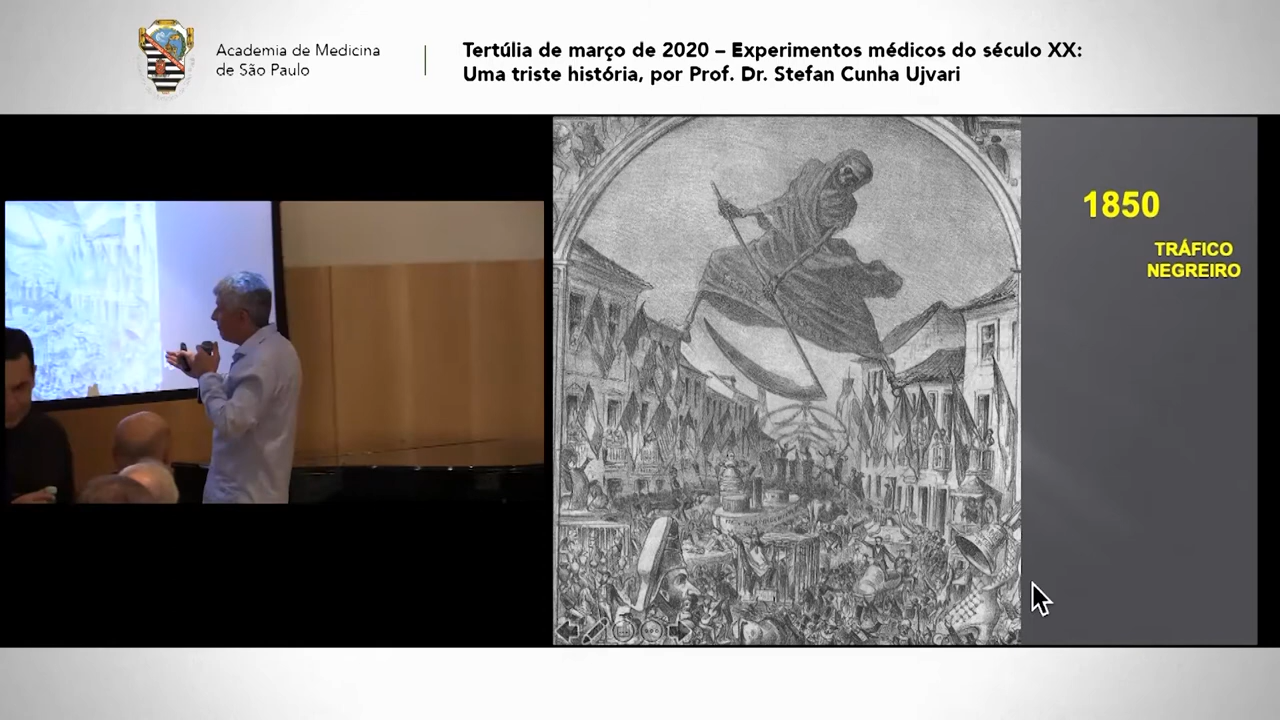 Academia de Medicina
de São Paulo
Tertúlia de março de 2020 – Experimentos médicos do século XX:
Uma triste história, por Prof. Dr. Stefan Cunha Ujvari
1850
TRÁFICO
NEGREIRO